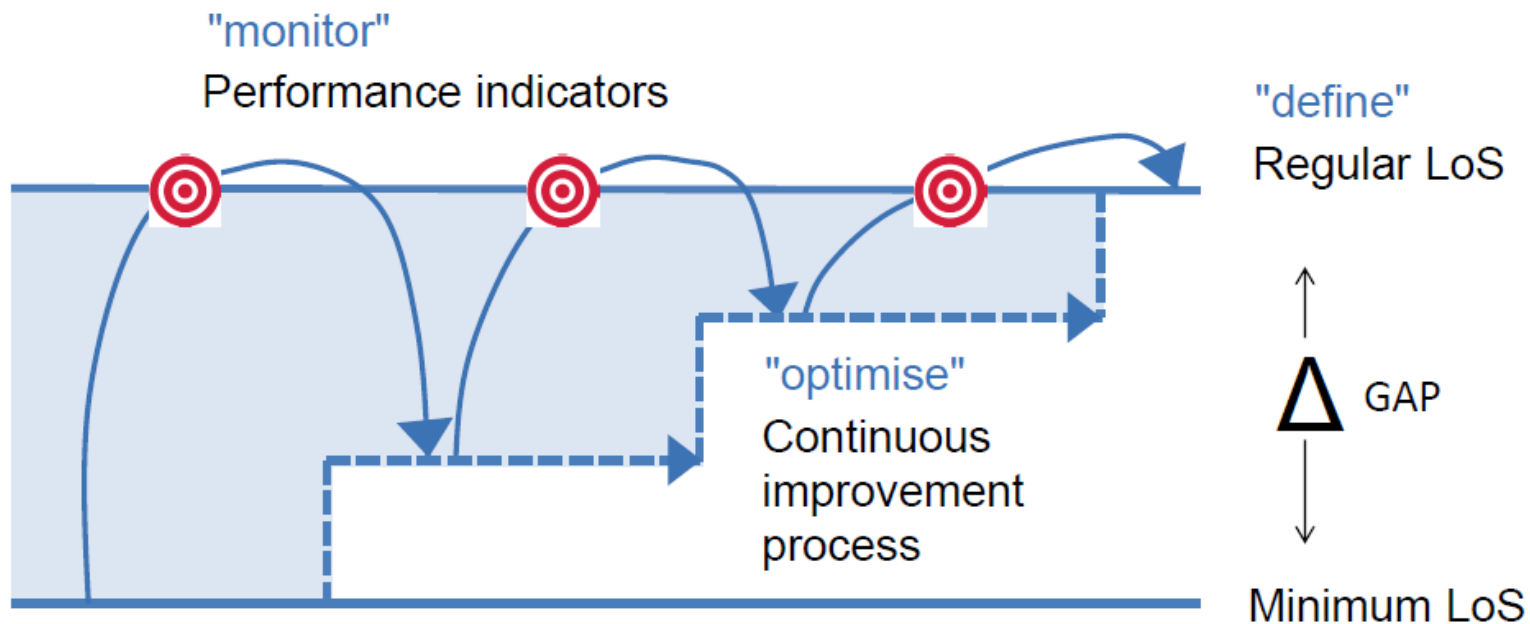 "monitor"
Performance indicators
"define"
Regular LoS
"optimise"
Continuous
improvement
process
Δ GAP
Minimum LoS